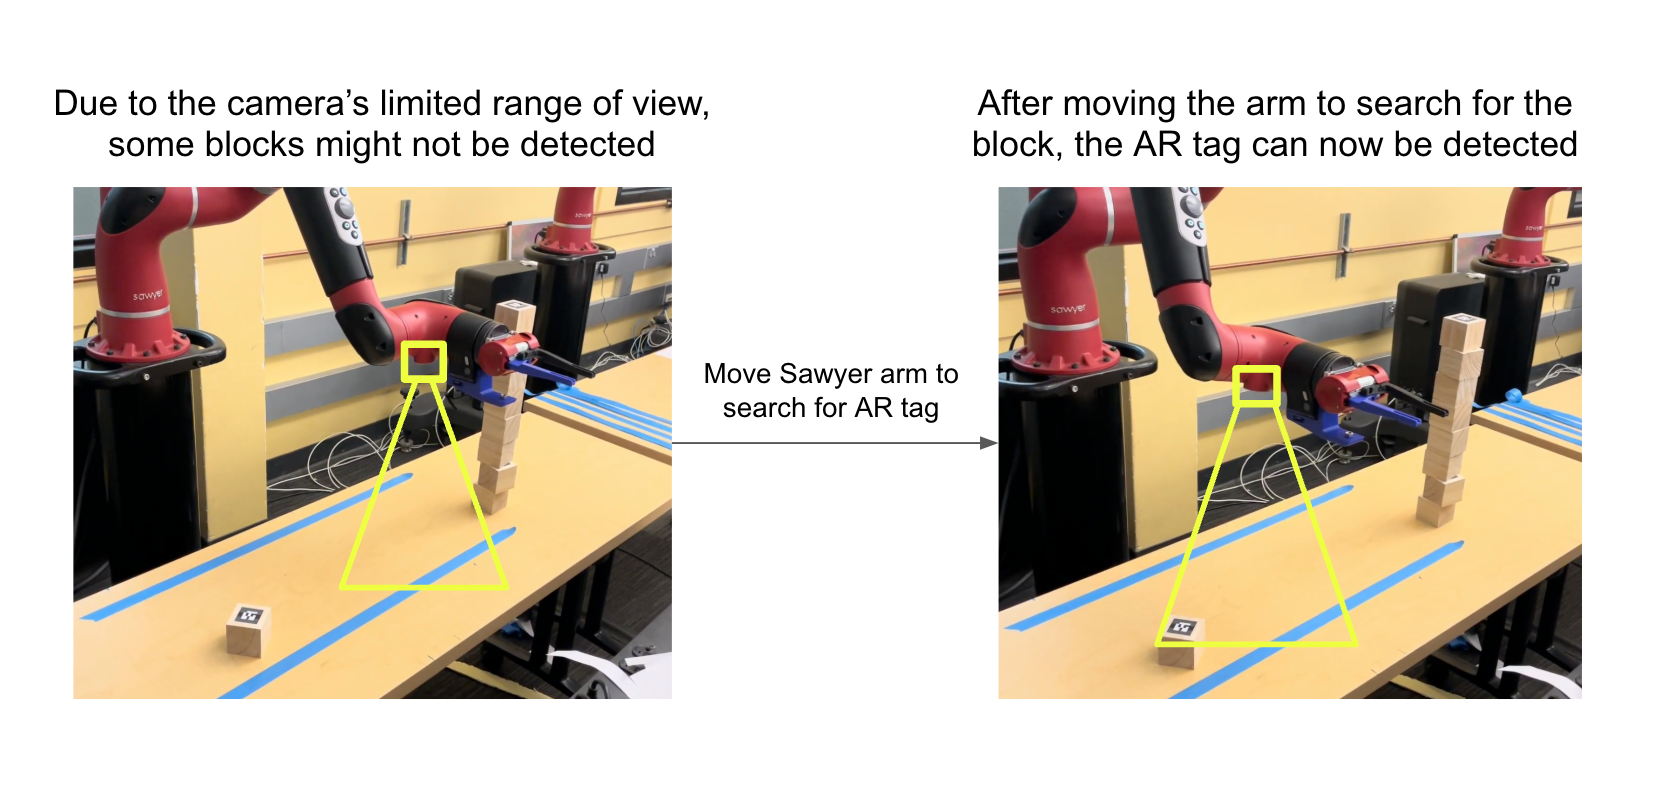 Due to the camera’s limited range of view,
some blocks might not be detected
After moving the arm to search for the
block, the AR tag can now be detected
sawyer
sawyer
Move Sawyer arm to
search for AR tag
sawyer
sawyer